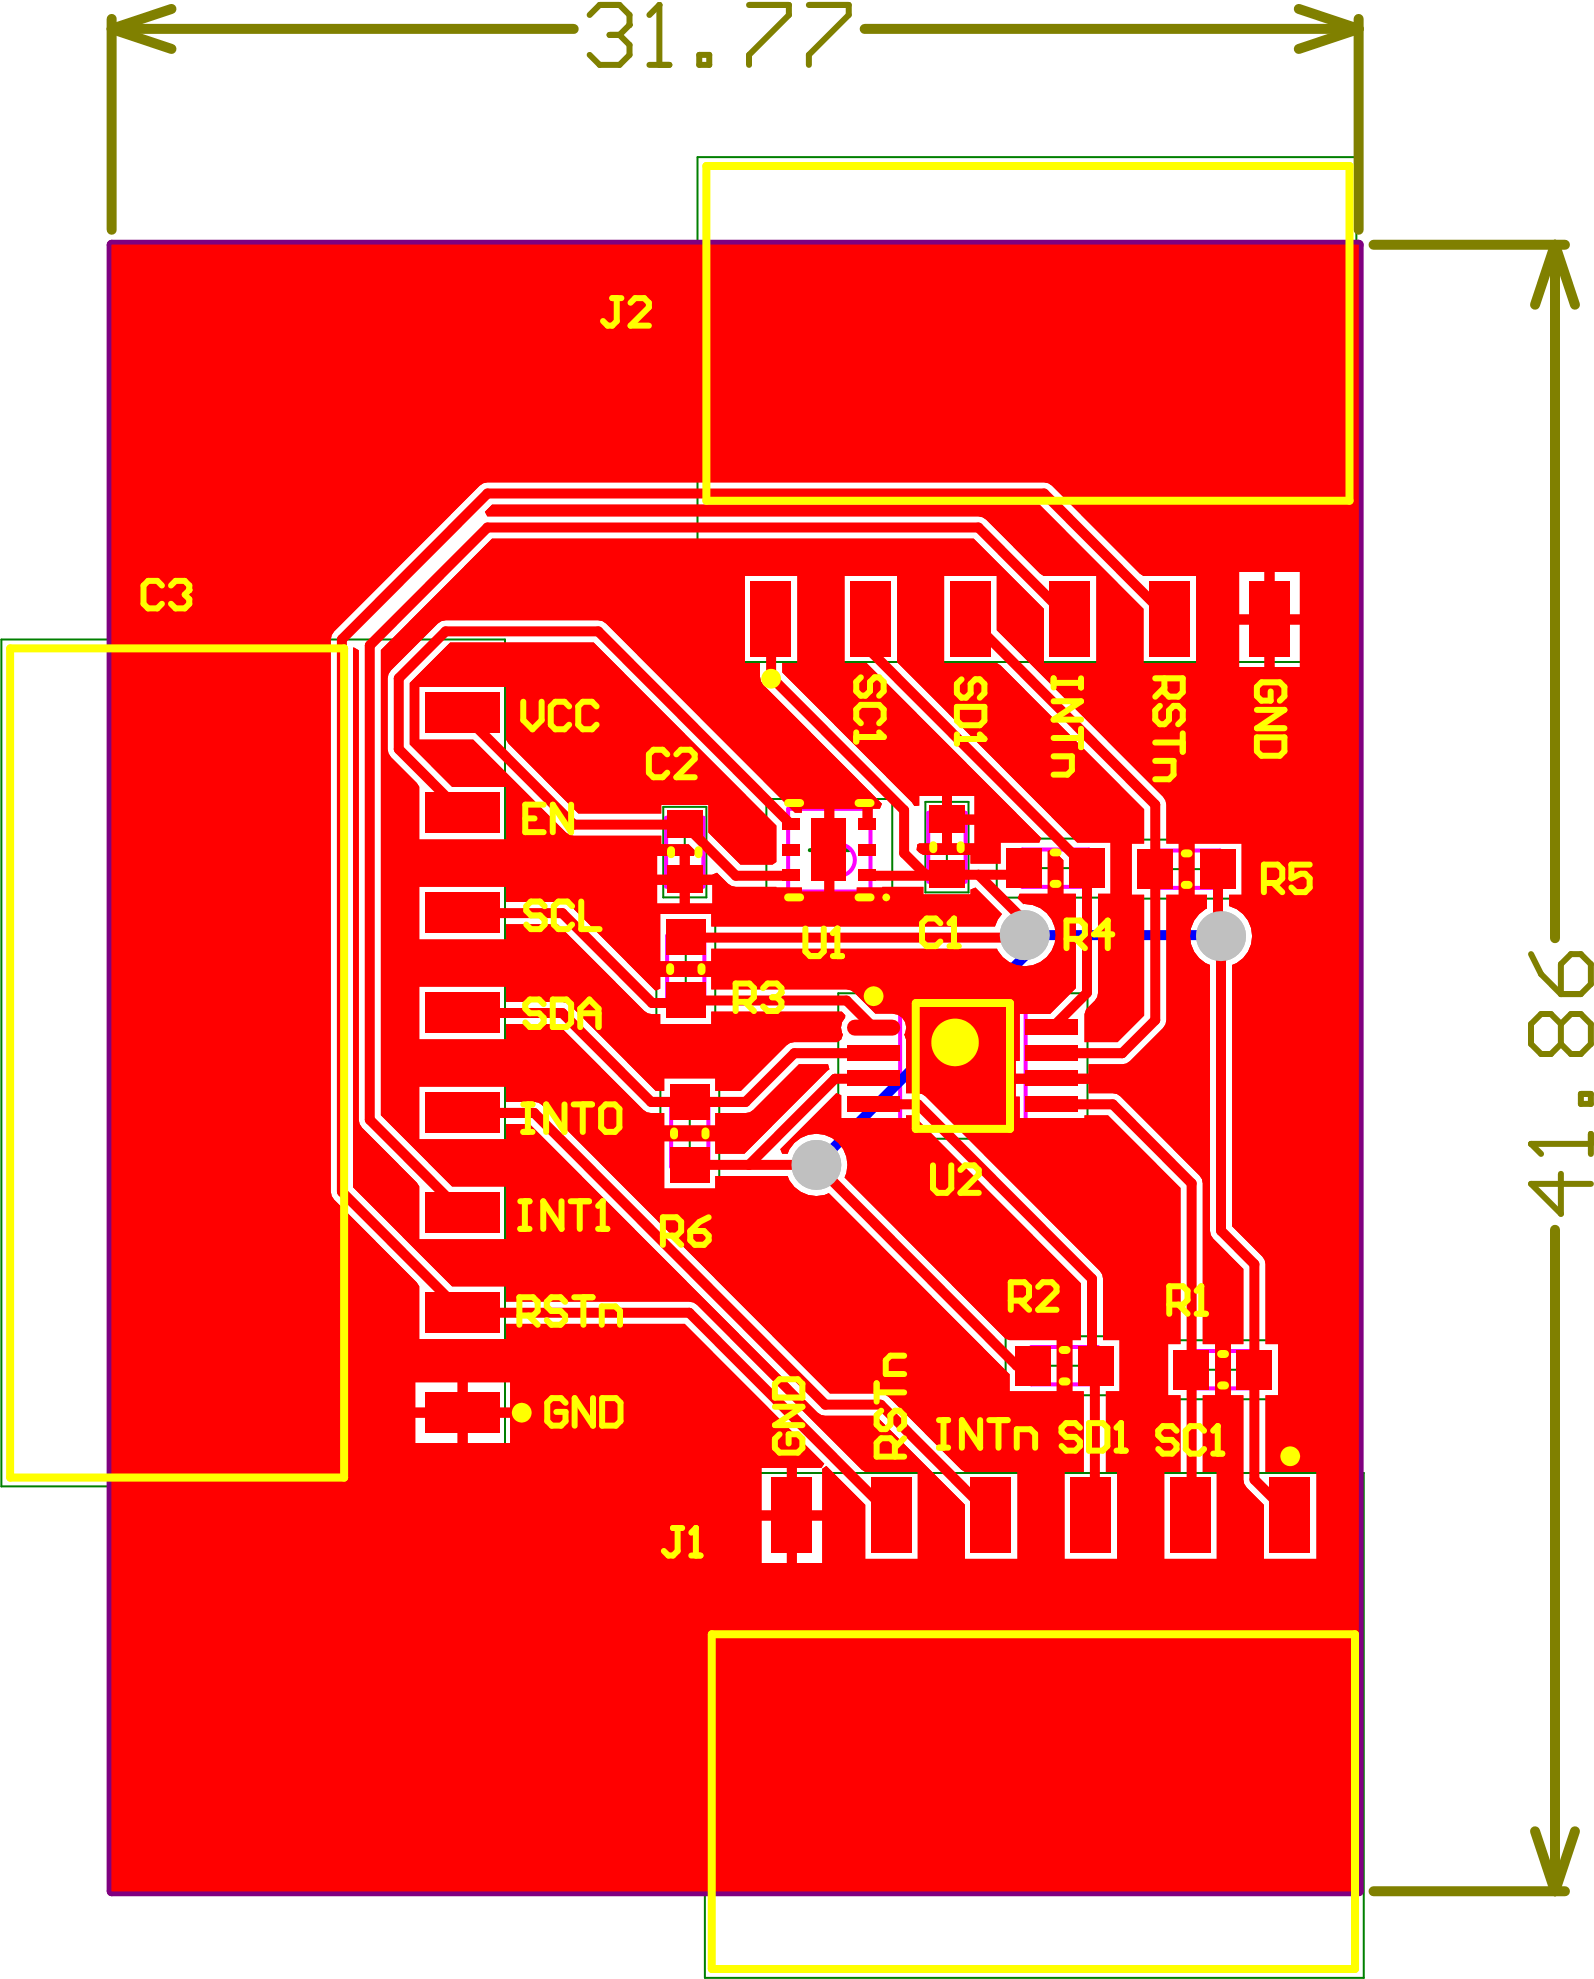 31.77
J2
C3
SC1
SD1
INTn
RSTn
GND
VCC
C2
EN
R5
SCL
U1
C1
R4
41.86
R3
SDA
INT0
U2
R6
INT1
R2
R1
RSTn
GND
GND
RSTn
INTn
SD1
SC1
J1